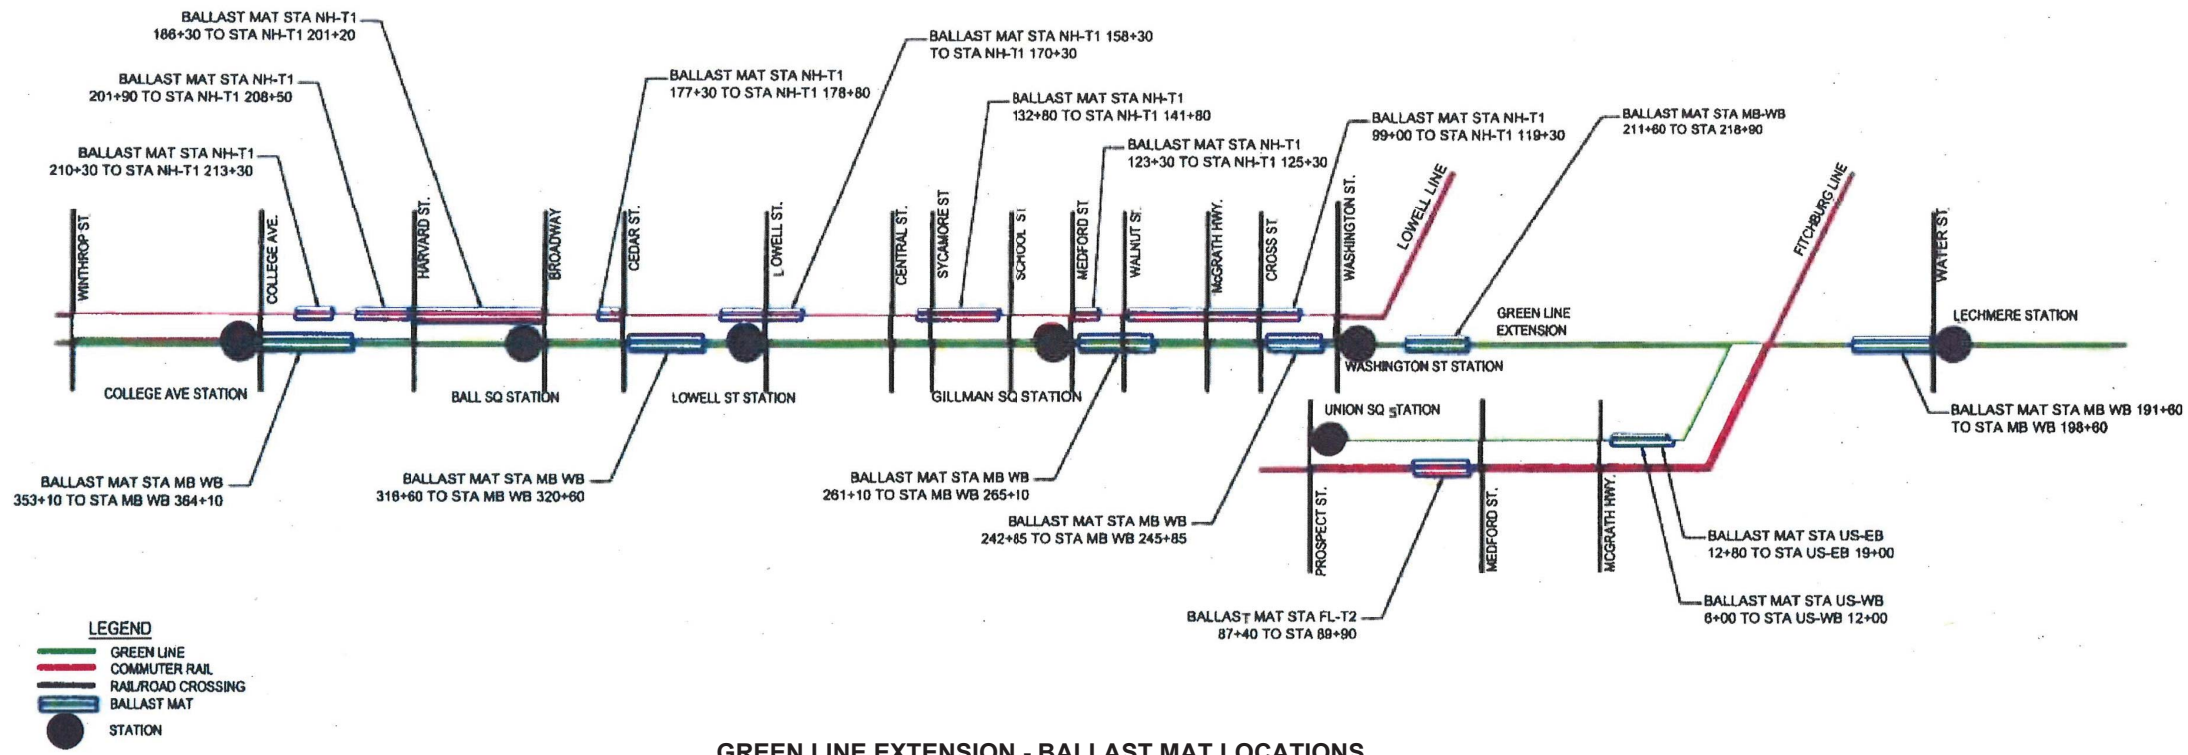 BALLAST MAT STA NH-T1
186+30 TO STA NH-T1 201+20
BALLAST MAT STA NH-T1
201+90 TO STA NH-T1 208+50
BALLAST MAT STA NH-T1
210+30 TO STA NH-T1 213+30
BALLAST MAT STA NH-T1
177+30 TO STA NH-T1 178+80
BALLAST MAT STA NH-T1 158+30
TO STA NH-T1 170+30
BALLAST MAT STA NH-T1
132+80 TO STA NH-T1 141+80
BALLAST MAT STA NH-T1
123+30 TO STA NH-T1 125+30
BALLAST MAT STA NH-T1
99+00 TO STA NH-T1 119+30
BALLAST MAT STA MB-WB
211+60 TO STA 218+90
WINTHROP ST.
COLLEGE AVE.
HARVARD ST.
BROADWAY
CEDAR ST.
LOWELL ST.
CENTRAL ST.
SYCAMORE ST
SCHOOL ST
MEDFORD ST
WALNUT ST.
McGRATH HWY.
CROSS ST
WASHINGTON ST.
LOWELL LINE
FITCHBURG LINE
WATER ST.
GREEN LINE
EXTENSION
LECHMERE STATION
COLLEGE AVE STATION
BALL SQ STATION
LOWELL ST STATION
GILLMAN SQ STATION
WASHINGTON ST STATION
UNION SQ STATION
BALLAST MAT STA MB WB
353+10 TO STA MB WB 364+10
BALLAST MAT STA MB WB
316+60 TO STA MB WB 320+60
BALLAST MAT STA MB WB
261+10 TO STA MB WB 265+10
BALLAST MAT STA MB WB
242+85 TO STA MB WB 245+85
BALLAST MAT STA MB WB 191+60
TO STA MB WB 198+60
PROSPECT ST.
MEDFORD ST.
MCGRATH HWY.
BALLAST MAT STA US-EB
12+80 TO STA US-EB 19+00
BALLAST MAT STA US-WB
6+00 TO STA US-WB 12+00
BALLAST MAT STA FL-T2
87+40 TO STA 89+90
LEGEND
GREEN LINE
COMMUTER RAIL
RAIL/ROAD CROSSING
BALLAST MAT
STATION
GREEN LINE EXTENSION - BALLAST MAT LOCATIONS